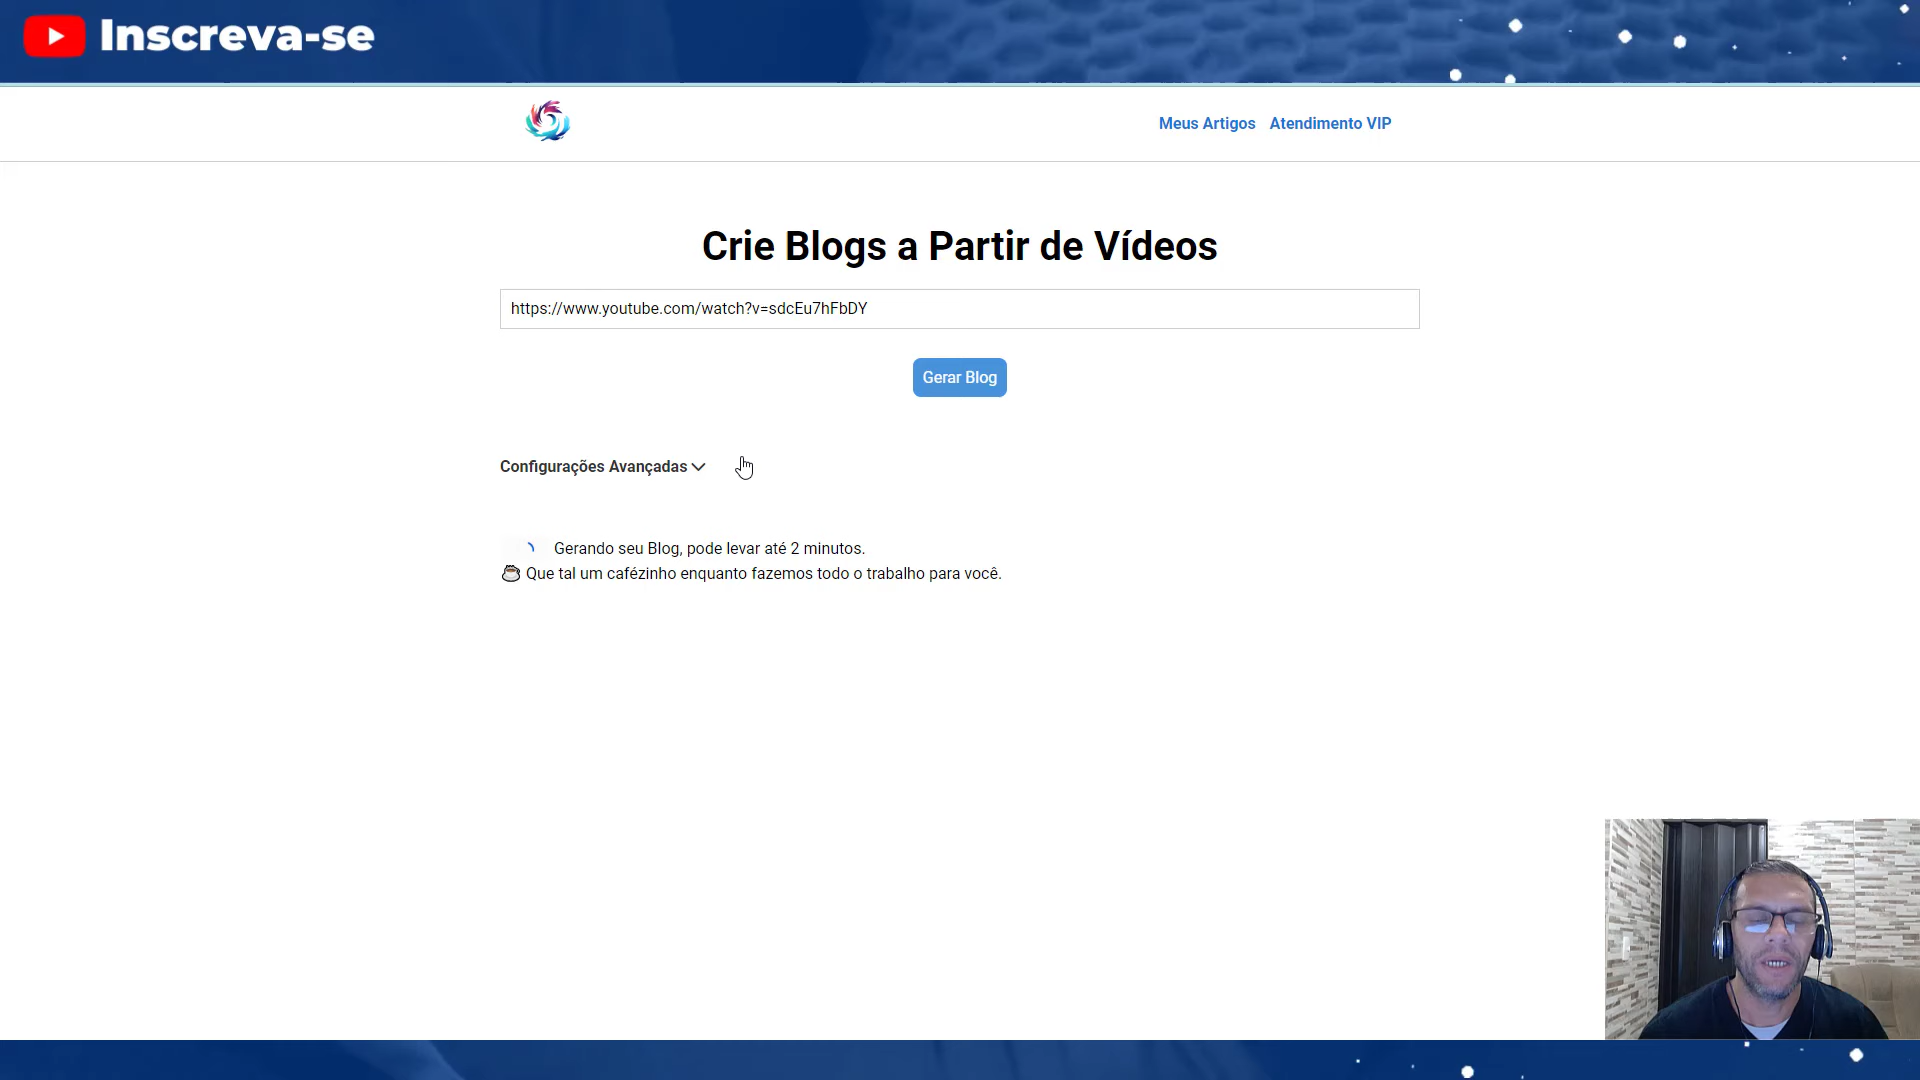 Inscreva-se
Meus Artigos Atendimento VIP
Crie Blogs a Partir de Vídeos
https://www.youtube.com/watch?v=sdcEu7hFbDY
Gerar Blog
Configurações Avançadas
Gerando seu Blog, pode levar até 2 minutos.
Que tal um cafézinho enquanto fazemos todo o trabalho para você.